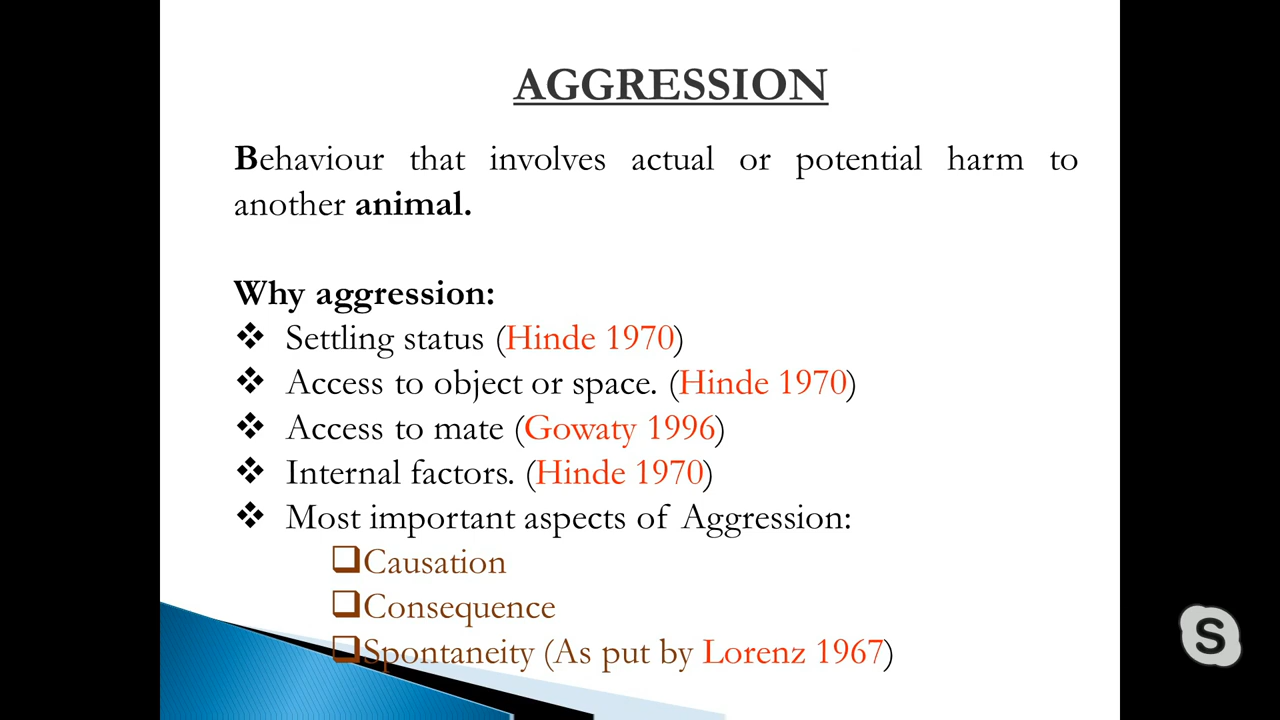 AGGRESSION
Behaviour that involves actual or potential harm to
another animal.
Why aggression:
❖ Settling status (Hinde 1970)
❖ Access to object or space. (Hinde 1970)
❖ Access to mate (Gowaty 1996)
❖ Internal factors. (Hinde 1970)
❖ Most important aspects of Aggression:
❑Causation
❑Consequence
❑Spontaneity (As put by Lorenz 1967)
S